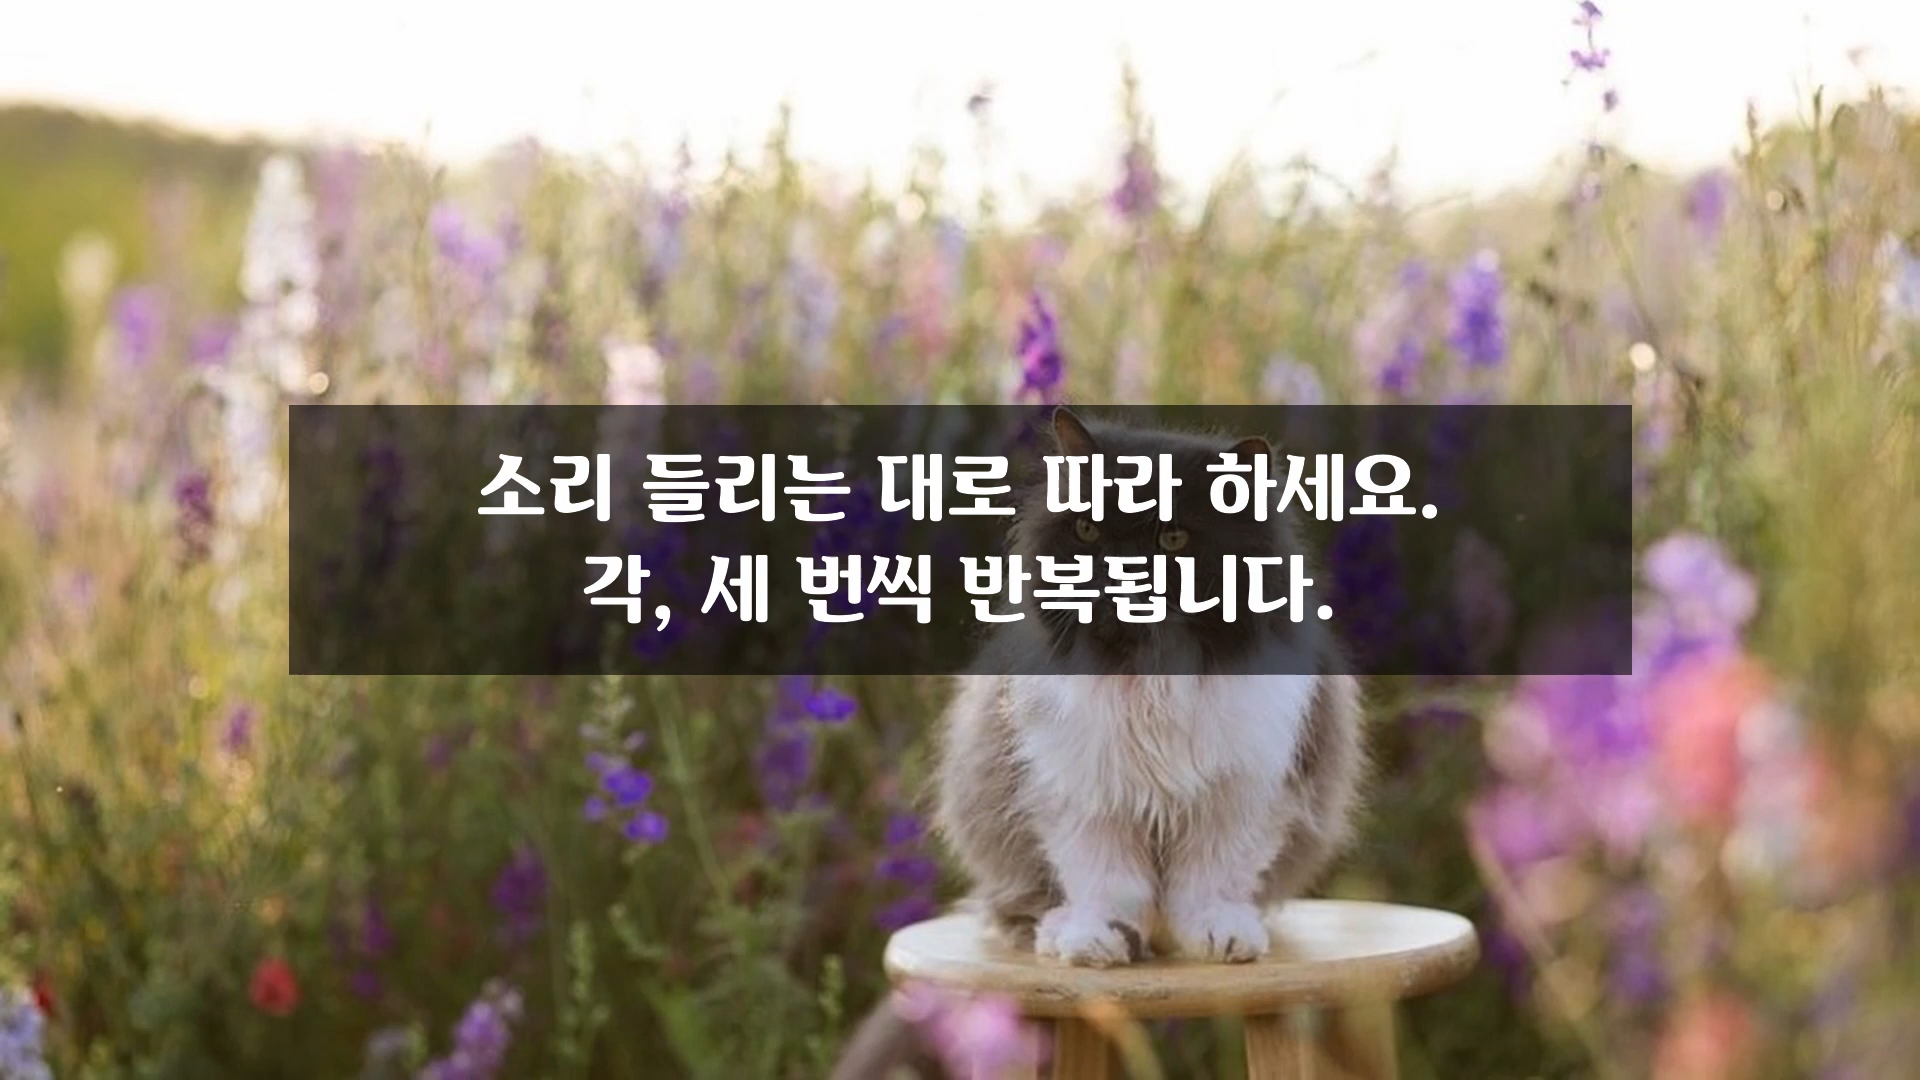 소리 들리는 대로 따라 하세요.
각, 세 번씩 반복됩니다.